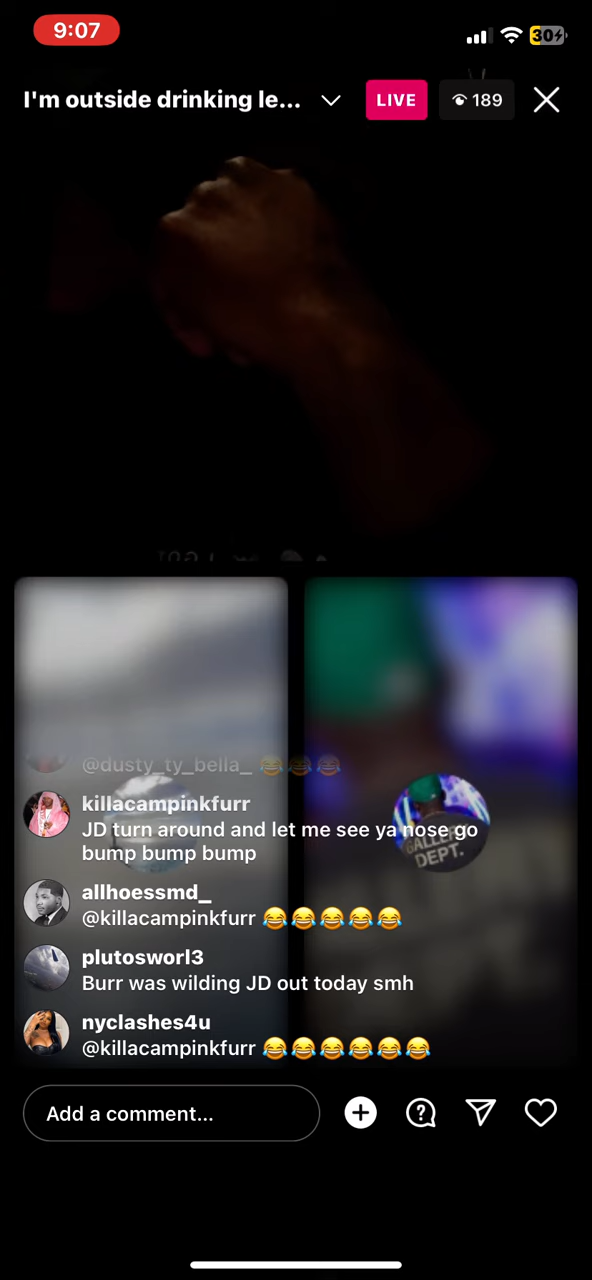 9:07
30
I'm outside drinking le...
LIVE
189
@dusty_ty_bella_ 😂😂😂
killacampinkfurr
JD turn around and let me see ya nose go
bump bump bump
GALLERY
DEPT.
allhoessmd_
@killacampinkfurr 😂😂😂😂😂
plutosworl3
Burr was wilding JD out today smh
nyclashes4u
@killacampinkfurr 😂😂😂😂😂😂
Add a comment...